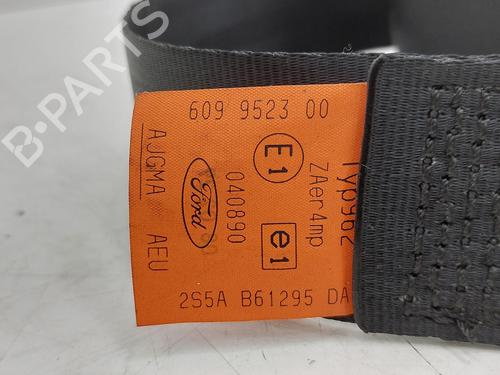 609 9523 00
AJGMA AEU
Ford
040890
E1
ZAer4mp
Typ962
e1
2S5A B61295 DA
B-PARTS